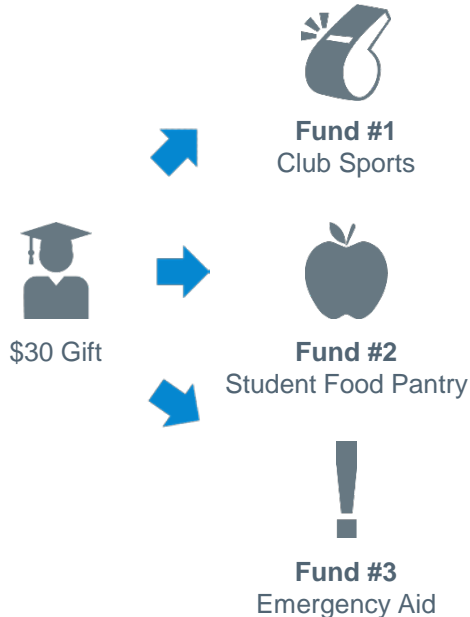 Fund #1
Club Sports
$30 Gift
Fund #2
Student Food Pantry
Fund #3
Emergency Aid